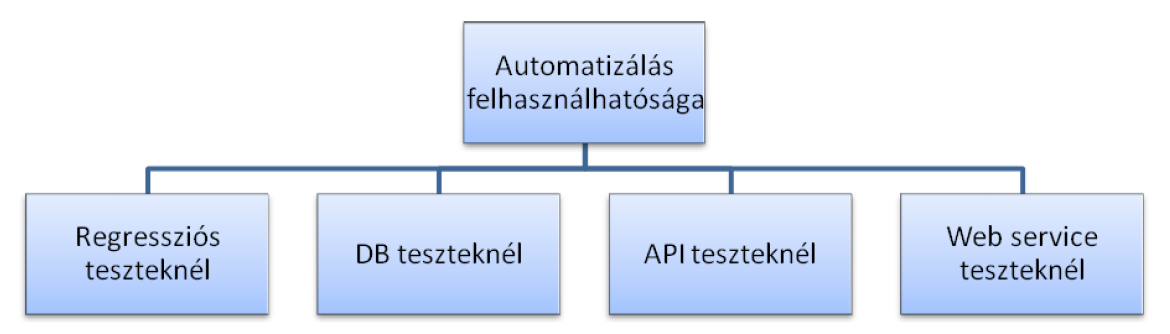 Automatizálás
felhasználhatósága
Regressziós
teszteknél
DB teszteknél
API teszteknél
Web service
teszteknél